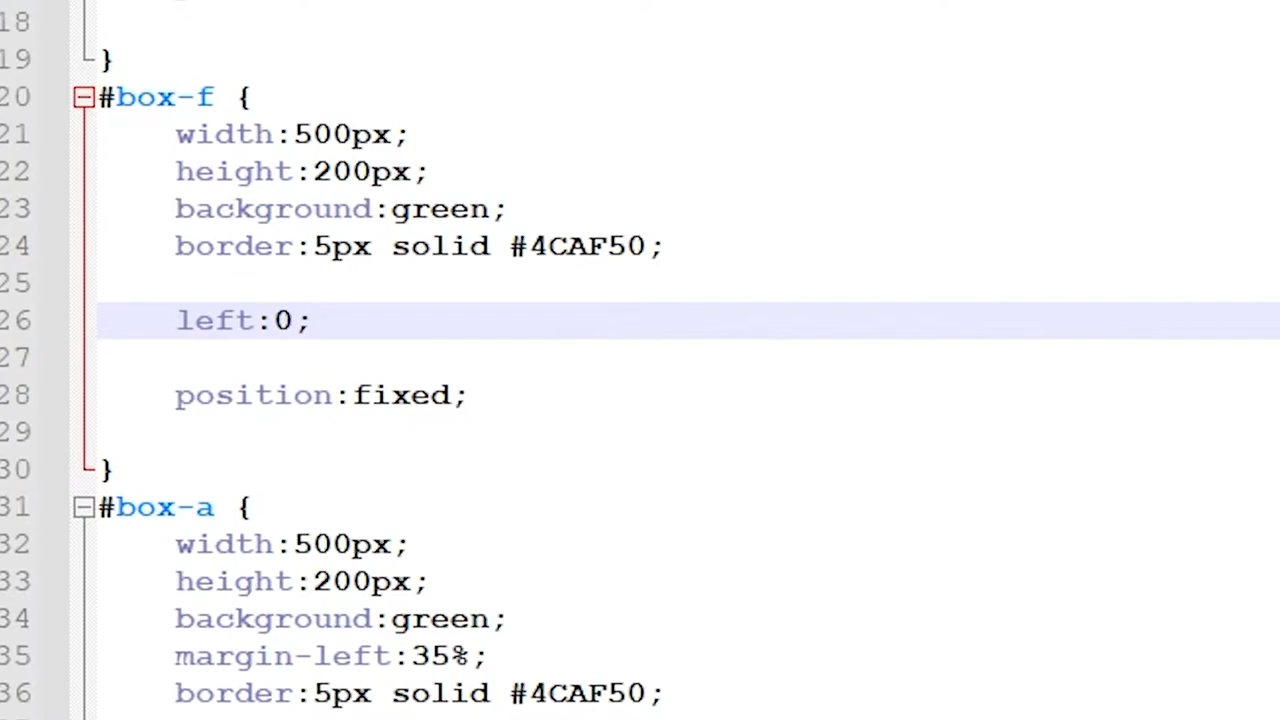 18
19 }
20 #box-f {
21 width:500px;
22 height:200px;
23 background:green;
24 border:5px solid #4CAF50;
25
26 left:0;
27
28 position:fixed;
29
30 }
31 #box-a {
32 width:500px;
33 height:200px;
34 background:green;
35 margin-left:35%;
36 border:5px solid #4CAF50;